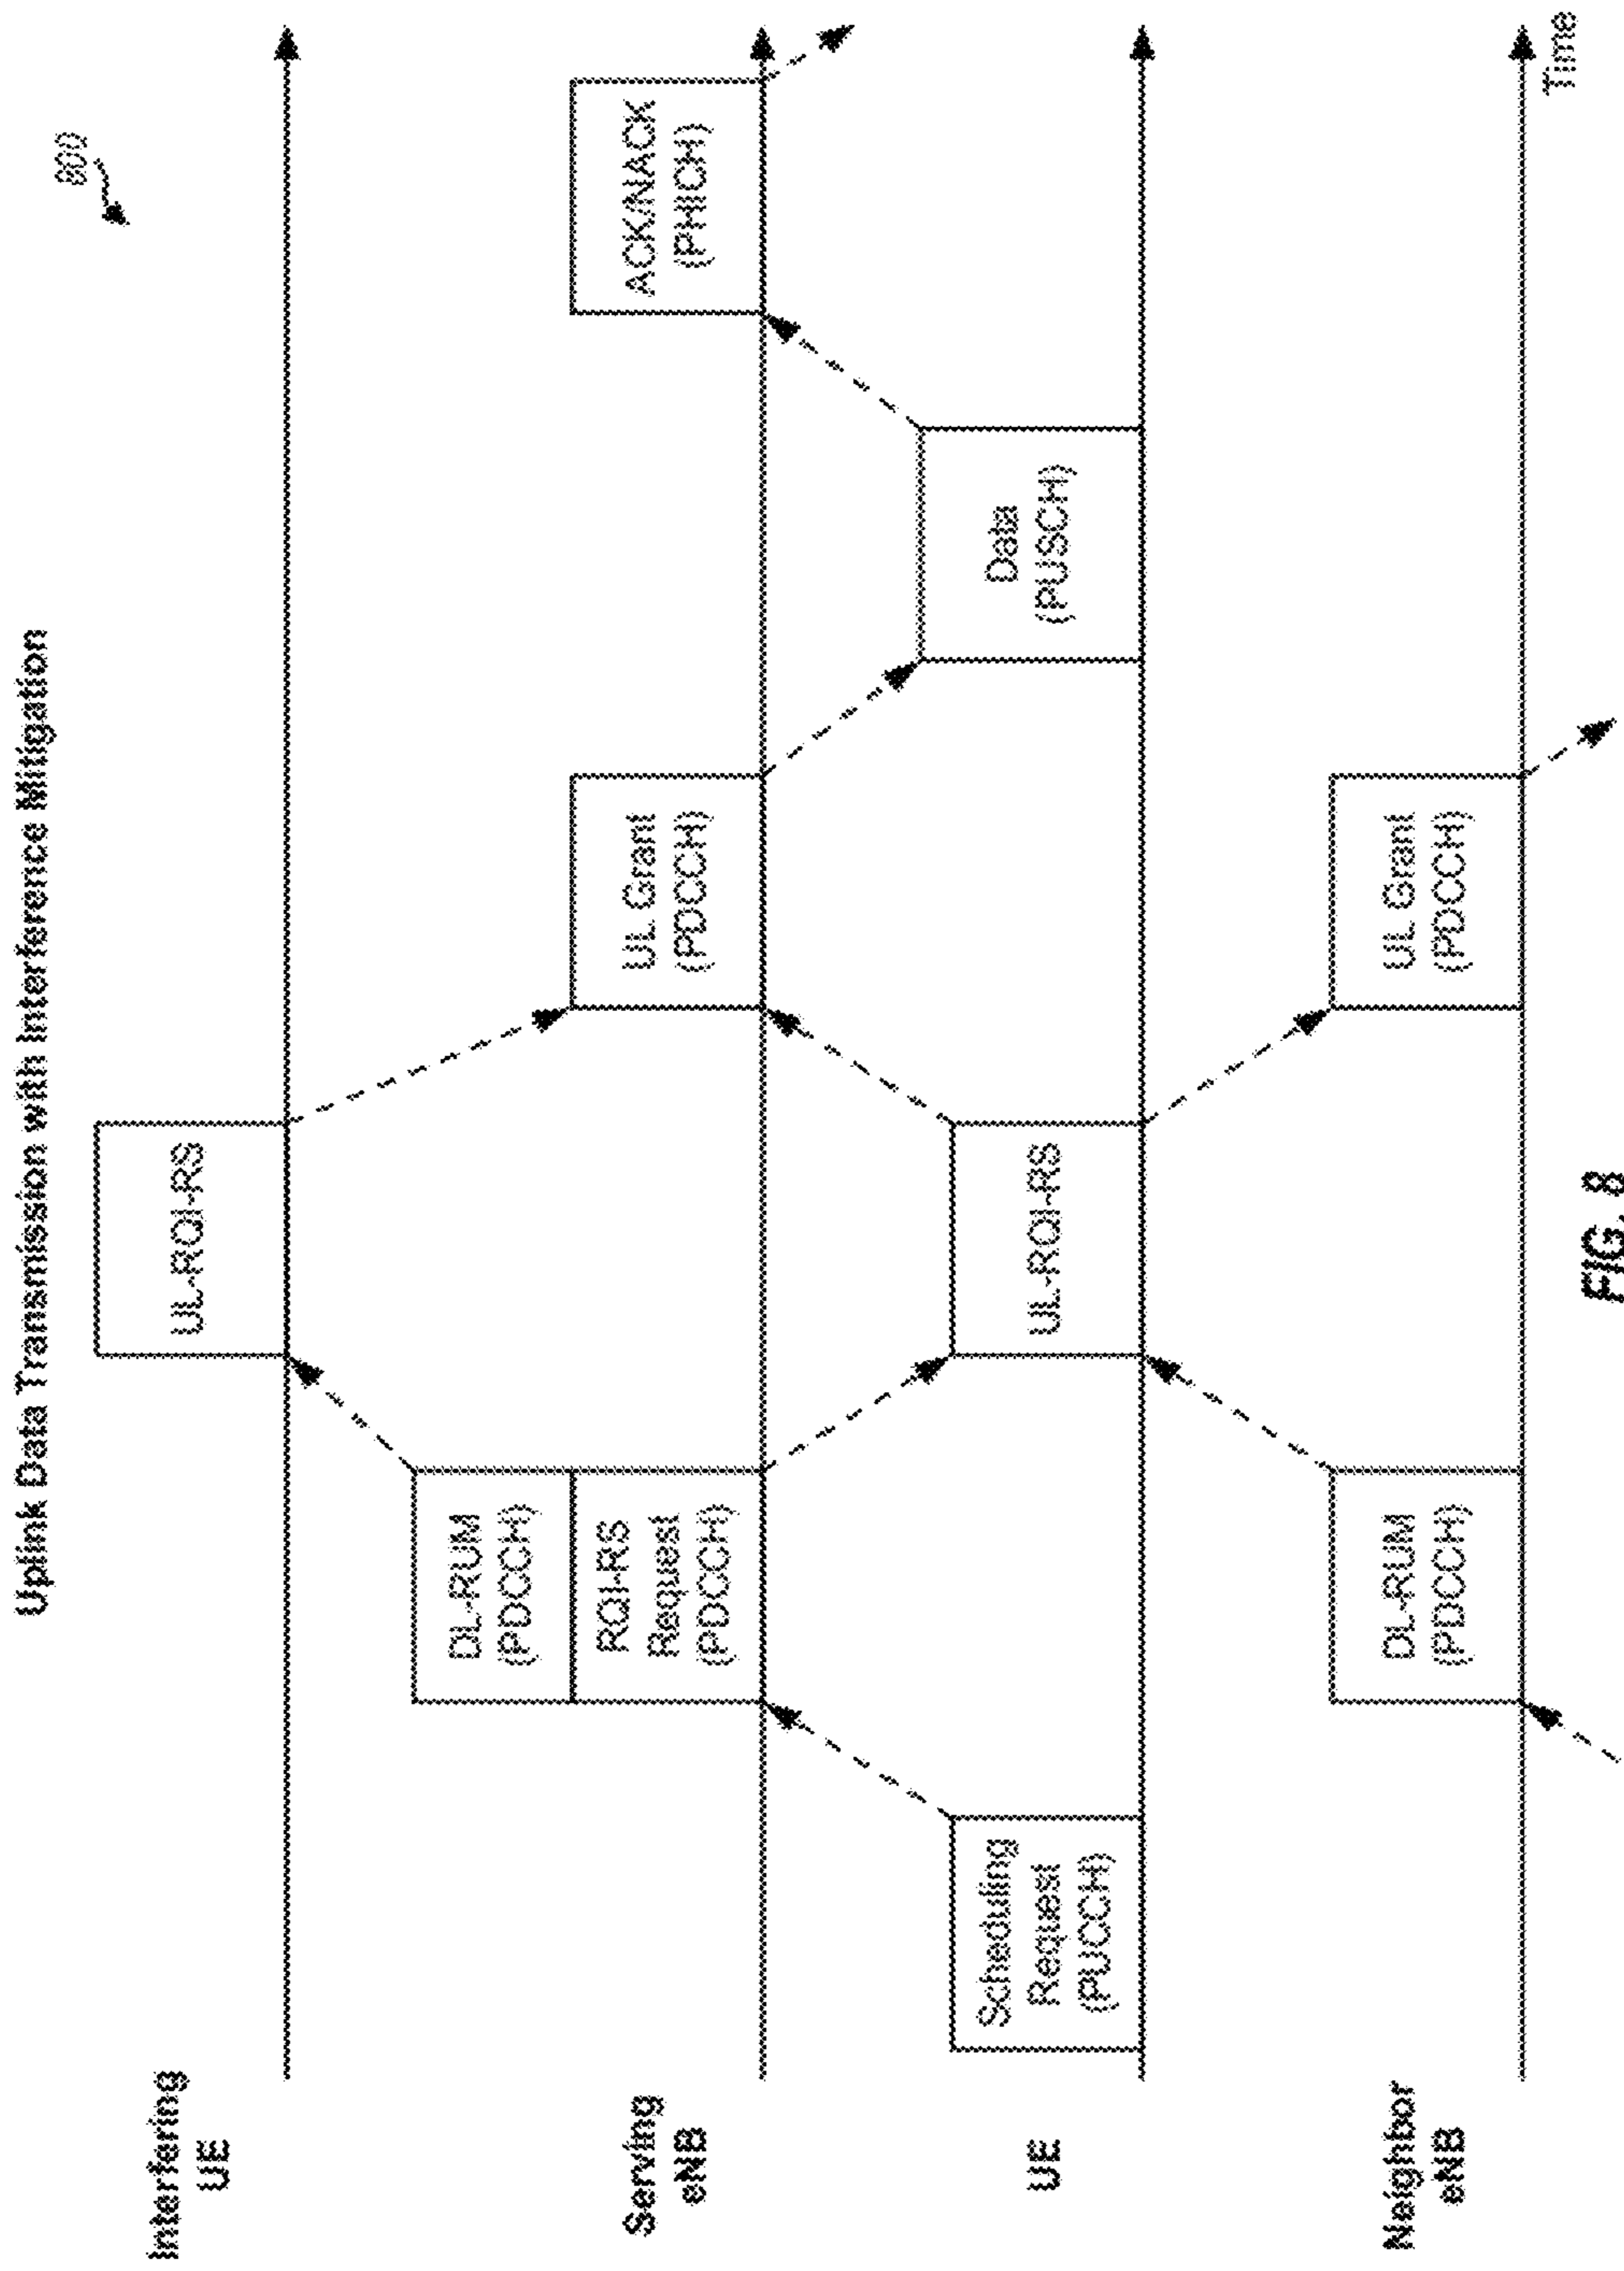 Uplink Data Transmission with Interference Mitigation
800
Interfering
UE
UL-RQI-RS
Serving
eNB
DL-RUM
(PDCCH)
RQI-RS
Request
(PDCCH)
UL Grant
(PDCCH)
ACK/NACK
(PHICH)
UE
Scheduling
Request
(PUCCH)
UL-RQI-RS
Data
(PUSCH)
Neighbor
eNB
DL-RUM
(PDCCH)
UL Grant
(PDCCH)
Time
FIG. 8